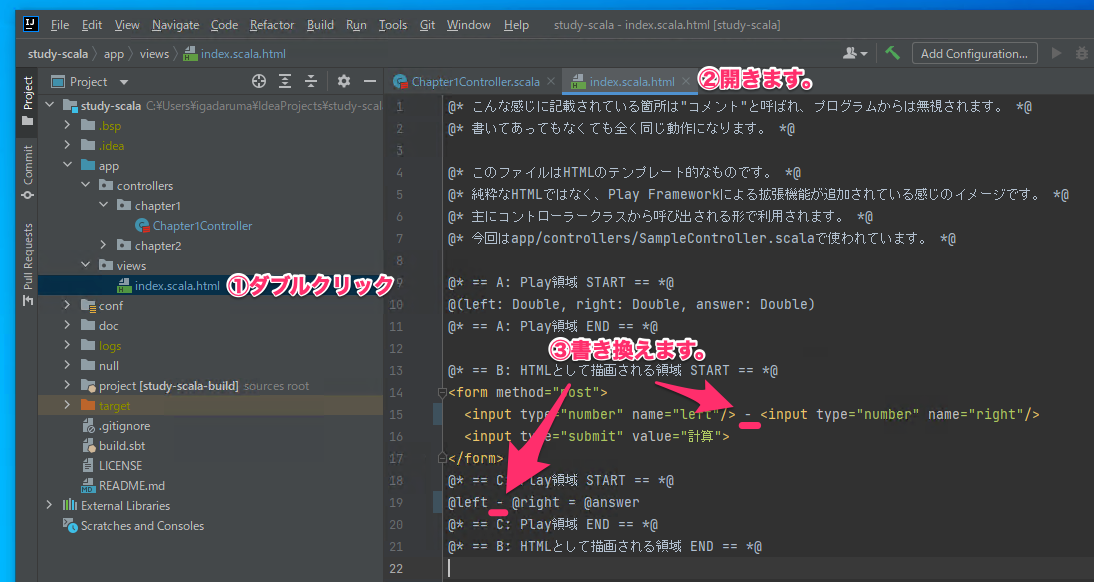 File Edit View Navigate Code Refactor Build Run Tools Git Window Help study-scala - index.scala.html [study-scala]
study-scala app views index.scala.html Add Configuration...
Project
Commit
Pull Requests
Project
study-scala C:¥Users¥igadaruma¥IdeaProjects¥study-scal
.bsp
.idea
app
controllers
chapter1
Chapter1Controller
chapter2
views
index.scala.html ①ダブルクリック
conf
doc
logs
null
project [study-scala-build] sources root
target
.gitignore
build.sbt
LICENSE
README.md
External Libraries
Scratches and Consoles
Chapter1Controller.scala index.scala.html ②開きます。
1 @* こんな感じに記載されている箇所は"コメント"と呼ばれ、プログラムからは無視されます。 *@
2 @* 書いてあってもなくても全く同じ動作になります。 *@
3
4 @* このファイルはHTMLのテンプレート的なものです。 *@
5 @* 純粋なHTMLではなく、Play Frameworkによる拡張機能が追加されている感じのイメージです。 *@
6 @* 主にコントローラークラスから呼び出される形で利用されます。 *@
7 @* 今回はapp/controllers/SampleController.scalaで使われています。 *@
8
9 @* == A: Play領域 START == *@
10 @(left: Double, right: Double, answer: Double)
11 @* == A: Play領域 END == *@
12
③書き換えます。
13 @* == B: HTMLとして描画される領域 START == *@
14 <form method="post">
15 <input type="number" name="left"/> - <input type="number" name="right"/>
16 <input type="submit" value="計算">
17 </form>
18 @* == C: Play領域 START == *@
19 @left - @right = @answer
20 @* == C: Play領域 END == *@
21 @* == B: HTMLとして描画される領域 END == *@
22